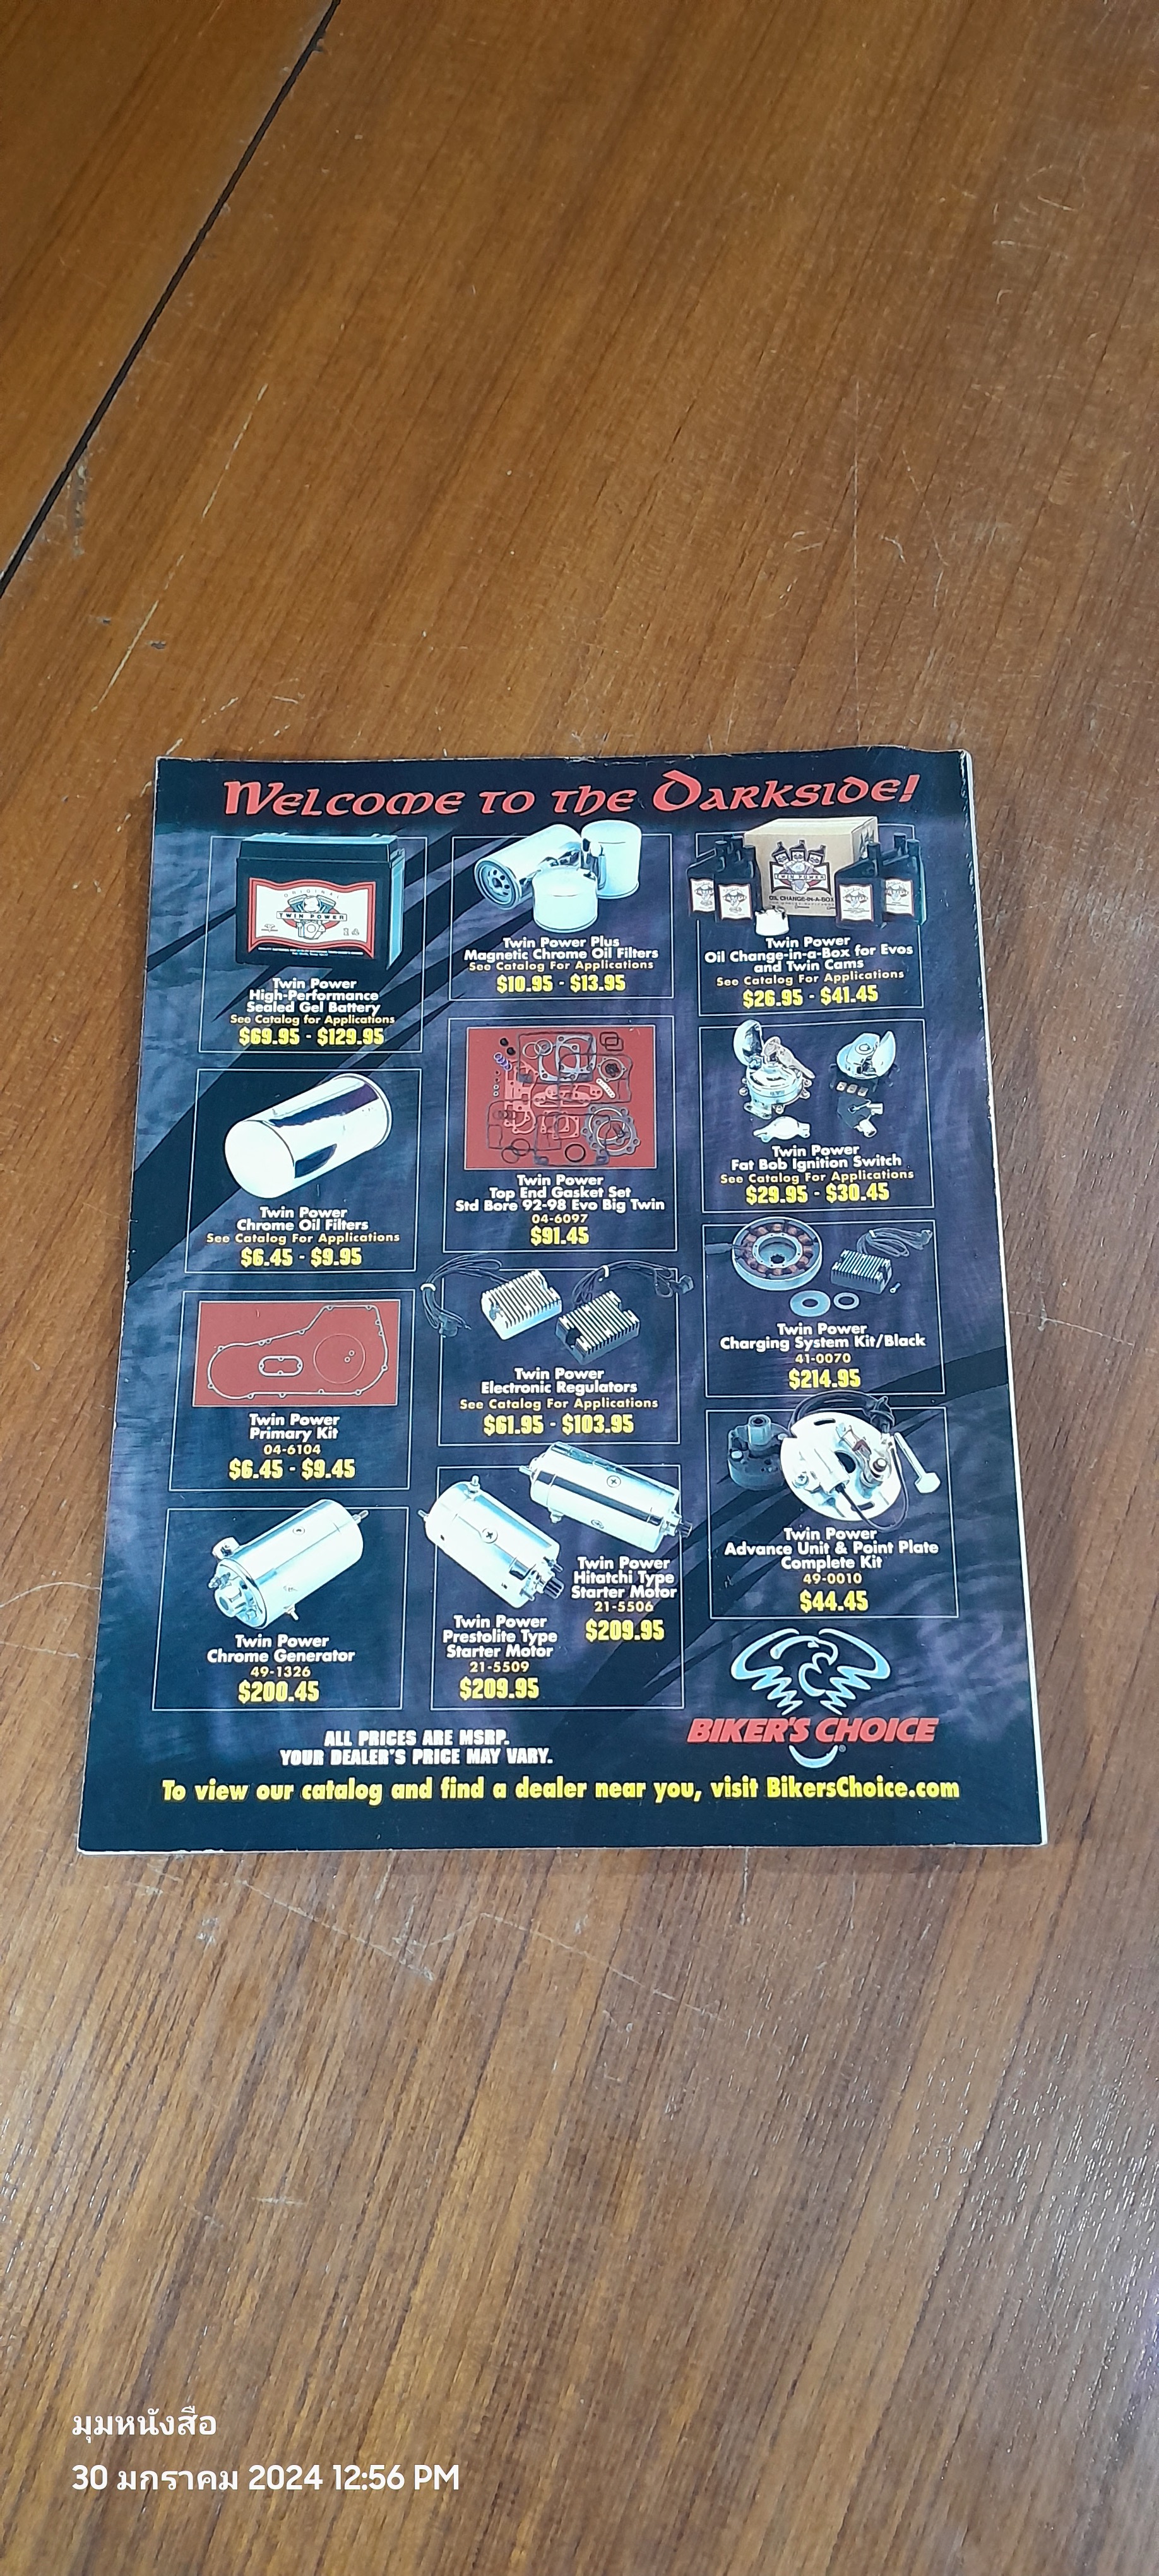 Welcome to the Darkside!
ORIGINAL
TWIN POWER
Twin Power
High-Performance
Sealed Gel Battery
See Catalog for Applications
$69.95 - $129.95
Twin Power
Chrome Oil Filters
See Catalog For Applications
$6.45 - $9.95
Twin Power
Primary Kit
04-6104
$6.45 - $9.45
Twin Power
Chrome Generator
49-1326
$200.45
Twin Power Plus
Magnetic Chrome Oil Filters
See Catalog For Applications
$10.95 - $13.95
Twin Power
Top End Gasket Set
Std Bore 92-98 Evo Big Twin
04-6097
$91.45
Twin Power
Electronic Regulators
See Catalog For Applications
$61.95 - $103.95
Twin Power
Prestolite Type
Starter Motor
21-5509
$209.95
Twin Power
Hitatchi Type
Starter Motor
21-5506
$209.95
TWIN POWER
OIL CHANGE-IN-A-BOX
Twin Power
Oil Change-in-a-Box for Evos
and Twin Cams
See Catalog For Applications
$26.95 - $41.45
Twin Power
Fat Bob Ignition Switch
See Catalog For Applications
$29.95 - $30.45
Twin Power
Charging System Kit/Black
41-0070
$214.95
Twin Power
Advance Unit & Point Plate
Complete Kit
49-0010
$44.45
BIKER'S CHOICE
ALL PRICES ARE MSRP.
YOUR DEALER'S PRICE MAY VARY.
To view our catalog and find a dealer near you, visit BikersChoice.com
มุมหนังสือ
30 มกราคม 2024 12:56 PM